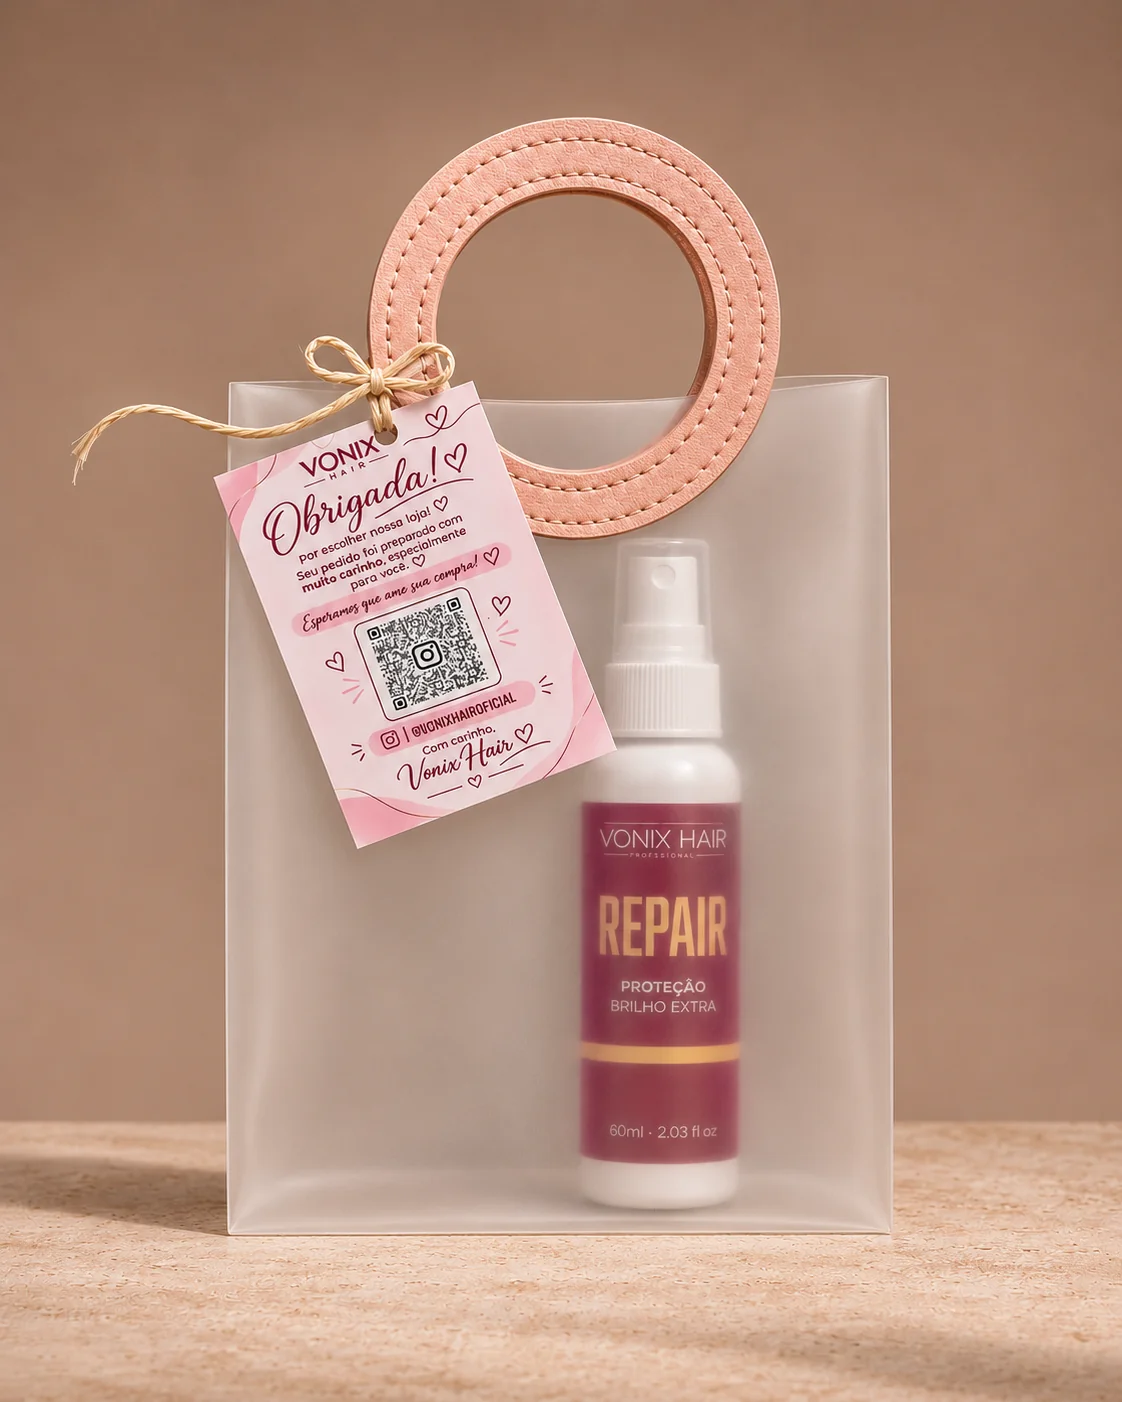 VONIX
HAIR
Obrigada!
Por escolher nossa loja!
Seu pedido foi preparado com
muito carinho, especialmente
para você.
Esperamos que ame sua compra!
@VONIXHAIROFICIAL
Com carinho,
Vonix Hair
VONIX HAIR
PROFESSIONAL
REPAIR
PROTEÇÃO
BRILHO EXTRA
60ml · 2.03 fl oz